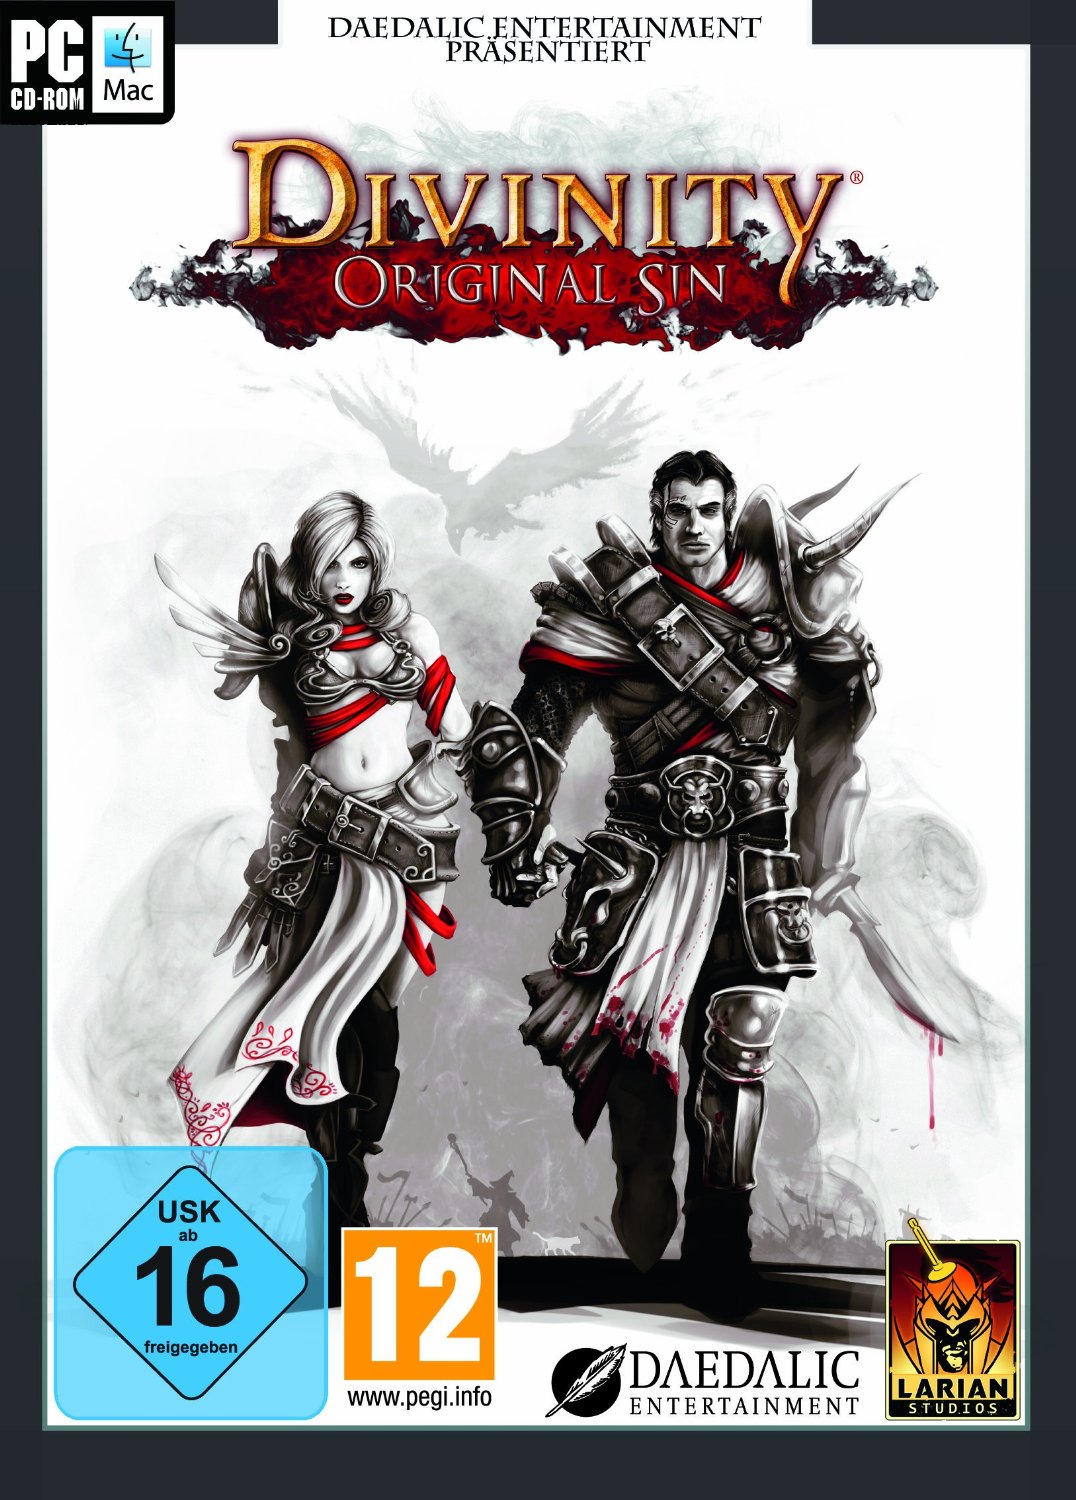 PC
CD-ROM
Mac
DAEDALIC ENTERTAINMENT
PRÄSENTIERT
DIVINITY®
ORIGINAL SIN
USK
ab
16
freigegeben
12
TM
www.pegi.info
DAEDALIC
ENTERTAINMENT
LARIAN
STUDIOS